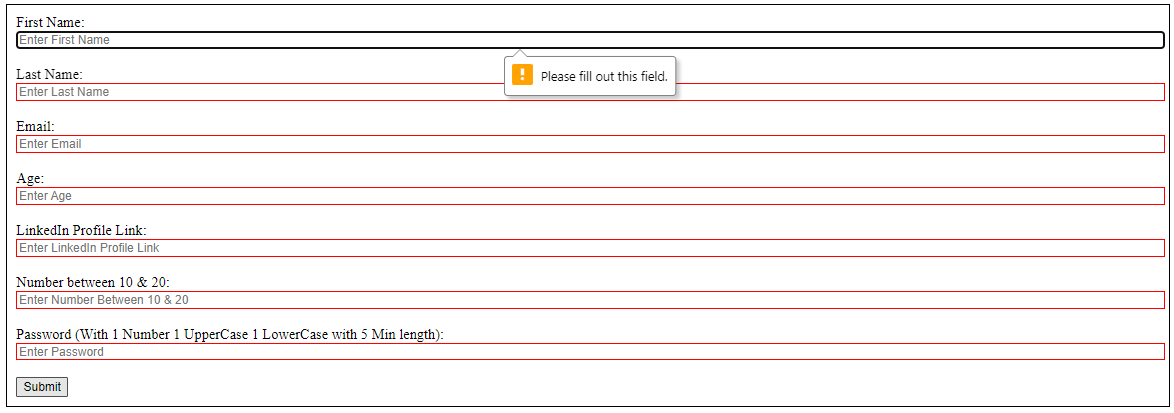 First Name:
Enter First Name
Please fill out this field.
Last Name:
Enter Last Name
Email:
Enter Email
Age:
Enter Age
LinkedIn Profile Link:
Enter LinkedIn Profile Link
Number between 10 & 20:
Enter Number Between 10 & 20
Password (With 1 Number 1 UpperCase 1 LowerCase with 5 Min length):
Enter Password
Submit